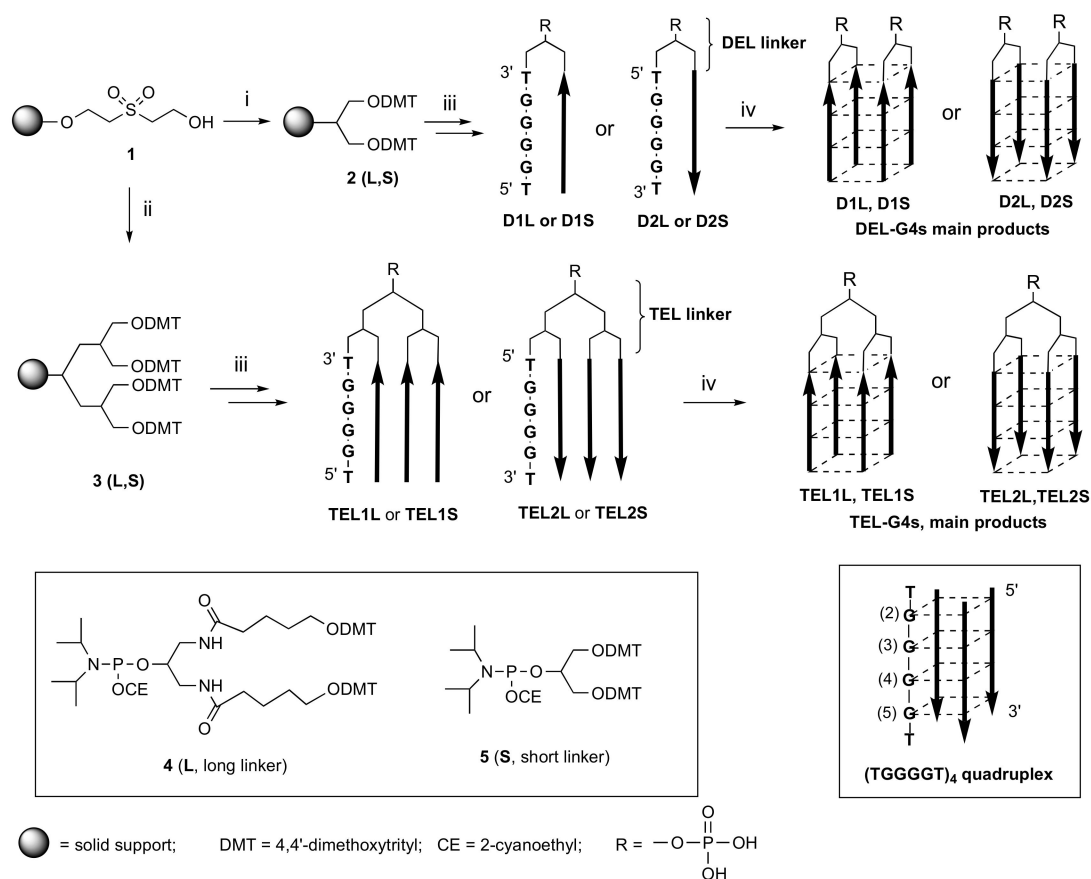 R
R
R R
R R
DEL linker
3'
5'
T
G
G
G
G
T
T
G
G
G
G
T
5'
3'
O O
S
O
OH
1
i
ODMT
ODMT
2 (L,S)
iii
or
iv
or
D1L or D1S
D2L or D2S
D1L, D1S
D2L, D2S
DEL-G4s main products
ii
R
R
TEL linker
R
R
ODMT
ODMT
ODMT
ODMT
3 (L,S)
iii
3'
T
G
G
G
G
T
5'
or
5'
T
G
G
G
G
T
3'
iv
or
TEL1L or TEL1S
TEL2L or TEL2S
TEL1L, TEL1S
TEL2L,TEL2S
TEL-G4s, main products
O
NH
ODMT
N P O
OCE
NH
O
ODMT
4 (L, long linker)
N P O
OCE
ODMT
ODMT
5 (S, short linker)
T
5'
(2) G
(3) G
(4) G
(5) G
3'
T
(TGGGGT)4 quadruplex
= solid support; DMT = 4,4'-dimethoxytrityl; CE = 2-cyanoethyl; R =
O
O P OH
OH